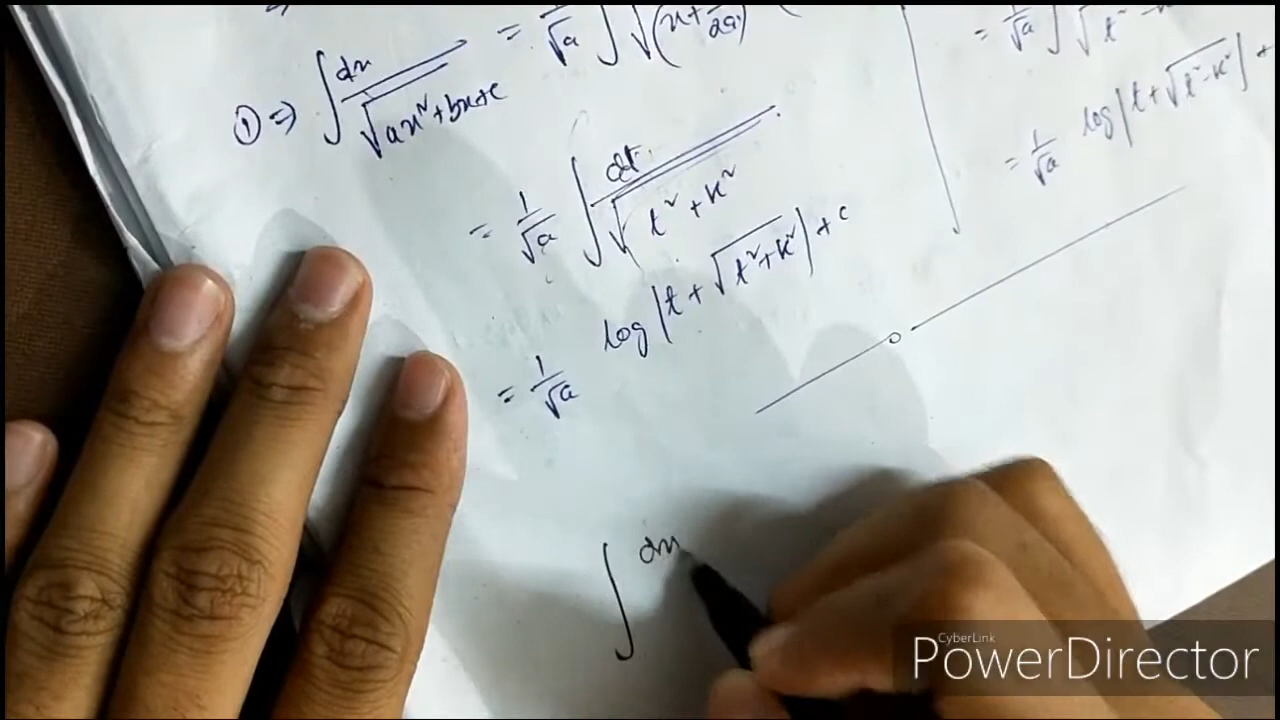 ① ⇒ ∫ dx / √(ax² + bx + c) = 1/√a ∫ √(x + /2a)
= 1/√a ∫ dt / √(t² + k²)
= 1/√a log |t + √(t² + k²)| + c
= 1/√a ∫ √t² -
= 1/√a log |t + √(t² - k²)| +
∫ dx
CyberLink
PowerDirector